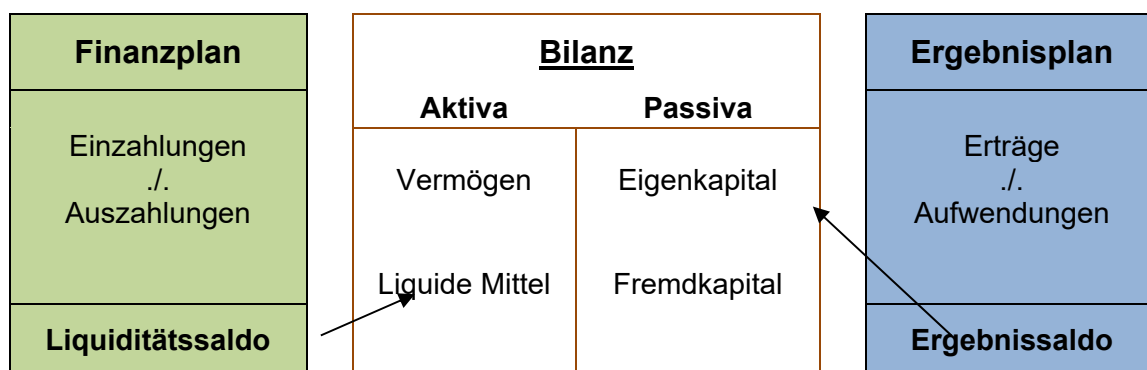 Finanzplan
Einzahlungen
./.
Auszahlungen
Liquiditätssaldo
Bilanz
Aktiva Passiva
Vermögen Eigenkapital
Liquide Mittel Fremdkapital
Ergebnisplan
Erträge
./.
Aufwendungen
Ergebnissaldo